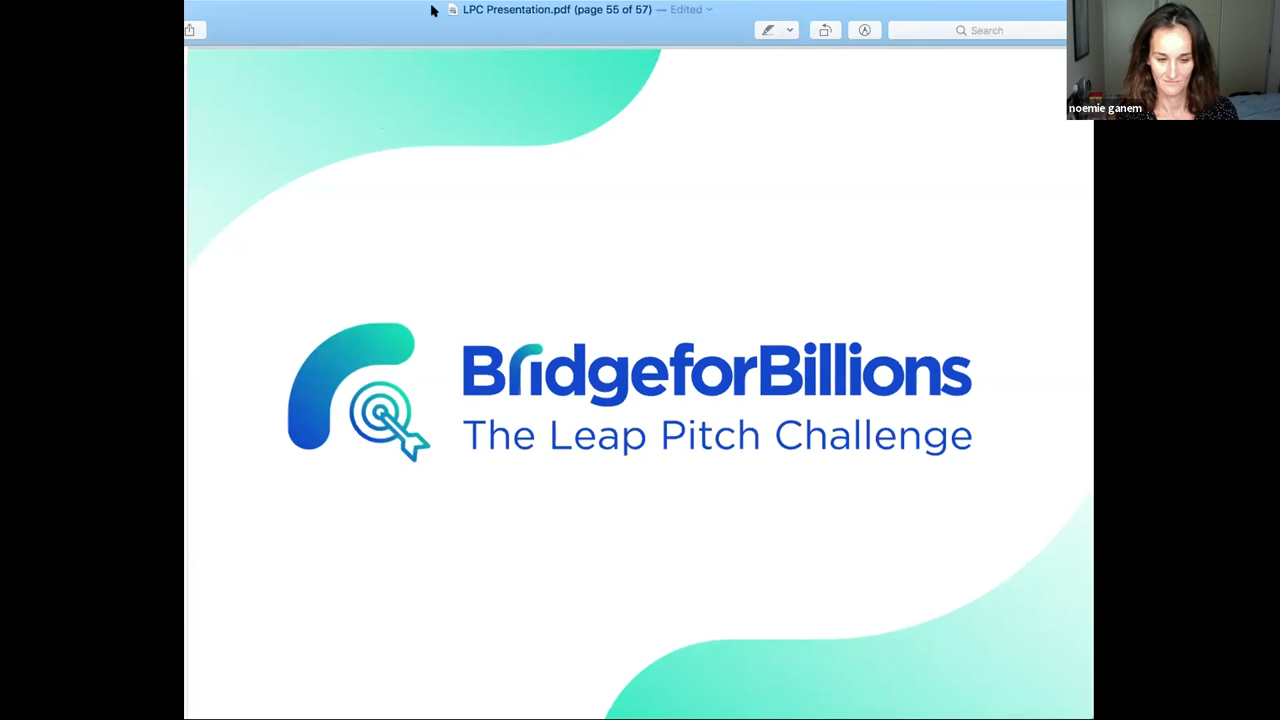 LPC Presentation.pdf (page 55 of 57) — Edited
Search
noemie ganem
BridgeforBillions
The Leap Pitch Challenge